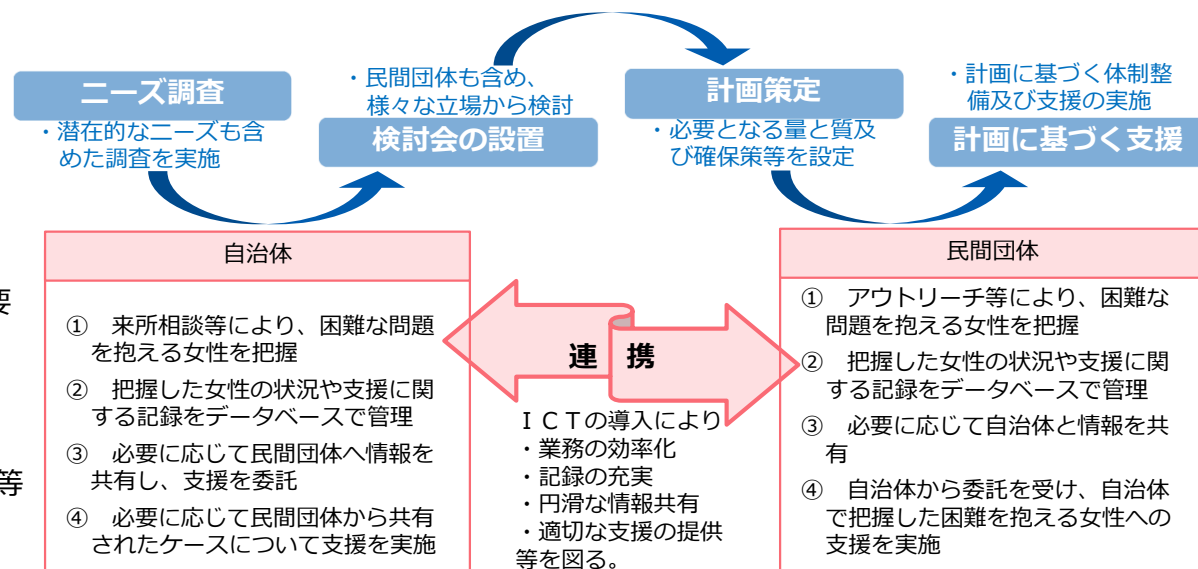 ニーズ調査
・潜在的なニーズも含
めた調査を実施
・民間団体も含め、
様々な立場から検討
検討会の設置
計画策定
・必要となる量と質及
び確保策等を設定
・計画に基づく体制整
備及び支援の実施
計画に基づく支援
要
等
自治体
① 来所相談等により、困難な問題
を抱える女性を把握
② 把握した女性の状況や支援に関
する記録をデータベースで管理
③ 必要に応じて民間団体へ情報を
共有し、支援を委託
④ 必要に応じて民間団体から共有
されたケースについて支援を実施
連 携
ＩＣＴの導入により
・業務の効率化
・記録の充実
・円滑な情報共有
・適切な支援の提供
等を図る。
民間団体
① アウトリーチ等により、困難な
問題を抱える女性を把握
② 把握した女性の状況や支援に関
する記録をデータベースで管理
③ 必要に応じて自治体と情報を共
有
④ 自治体から委託を受け、自治体
で把握した困難を抱える女性への
支援を実施